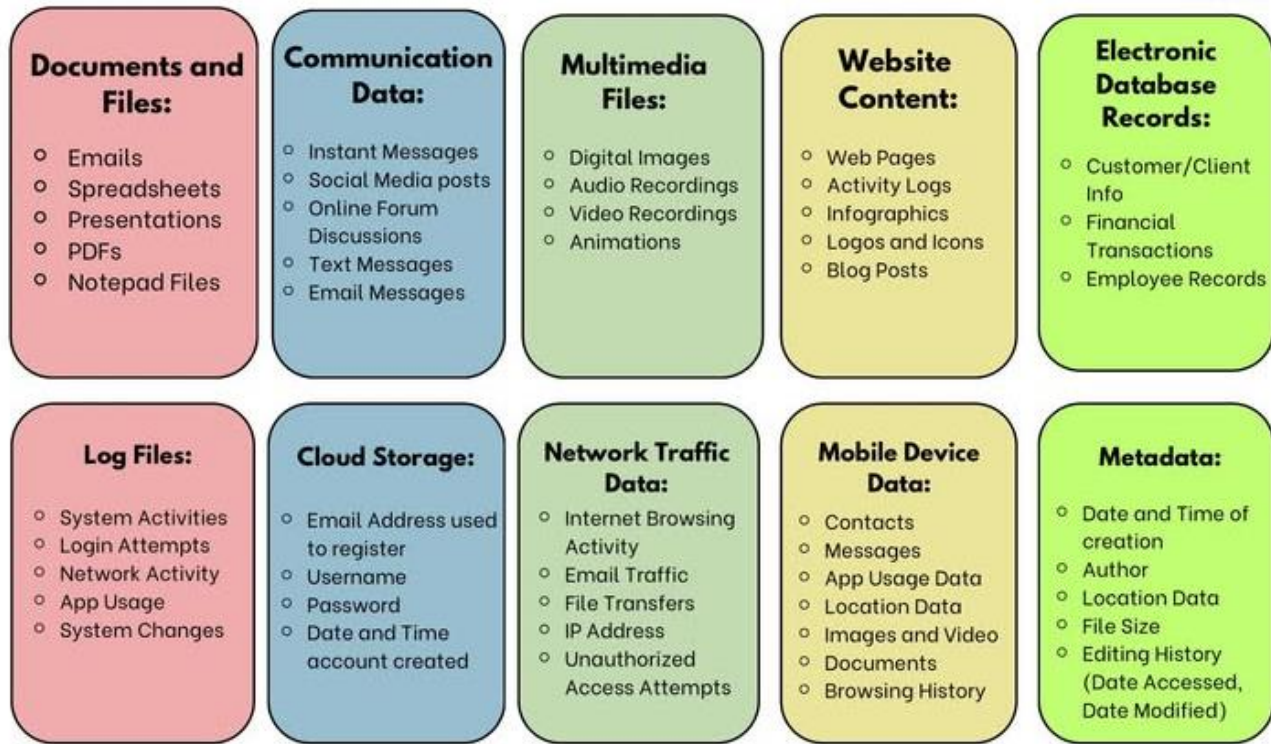 Documents and
Files:
Emails
Spreadsheets
Presentations
PDFs
Notepad Files
Communication
Data:
Instant Messages
Social Media posts
Online Forum
Discussions
Text Messages
Email Messages
Multimedia
Files:
Digital Images
Audio Recordings
Video Recordings
Animations
Website
Content:
Web Pages
Activity Logs
Infographics
Logos and Icons
Blog Posts
Electronic
Database
Records:
Customer/Client
Info
Financial
Transactions
Employee Records
Log Files:
System Activities
Login Attempts
Network Activity
App Usage
System Changes
Cloud Storage:
Email Address used
to register
Username
Password
Date and Time
account created
Network Traffic
Data:
Internet Browsing
Activity
Email Traffic
File Transfers
IP Address
Unauthorized
Access Attempts
Mobile Device
Data:
Contacts
Messages
App Usage Data
Location Data
Images and Video
Documents
Browsing History
Metadata:
Date and Time of
creation
Author
Location Data
File Size
Editing History
(Date Accessed,
Date Modified)